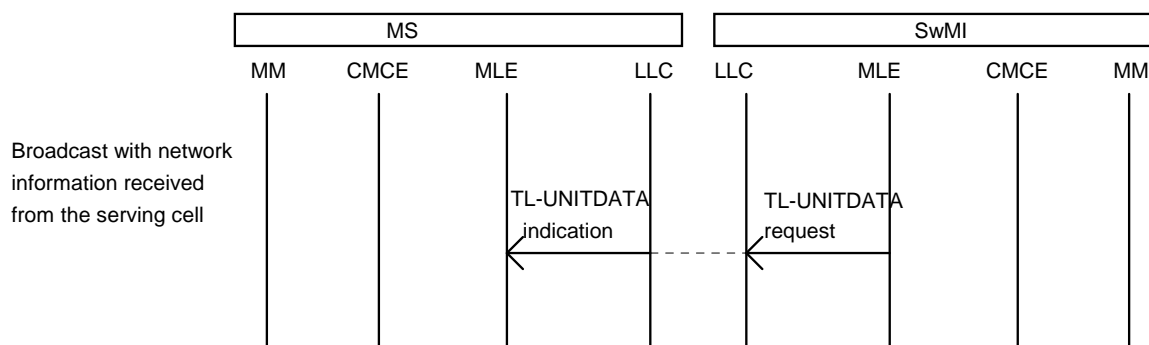 MS SwMI
MM CMCE MLE LLC LLC MLE CMCE MM
Broadcast with network
information received
from the serving cell
TL-UNITDATA
indication
TL-UNITDATA
request